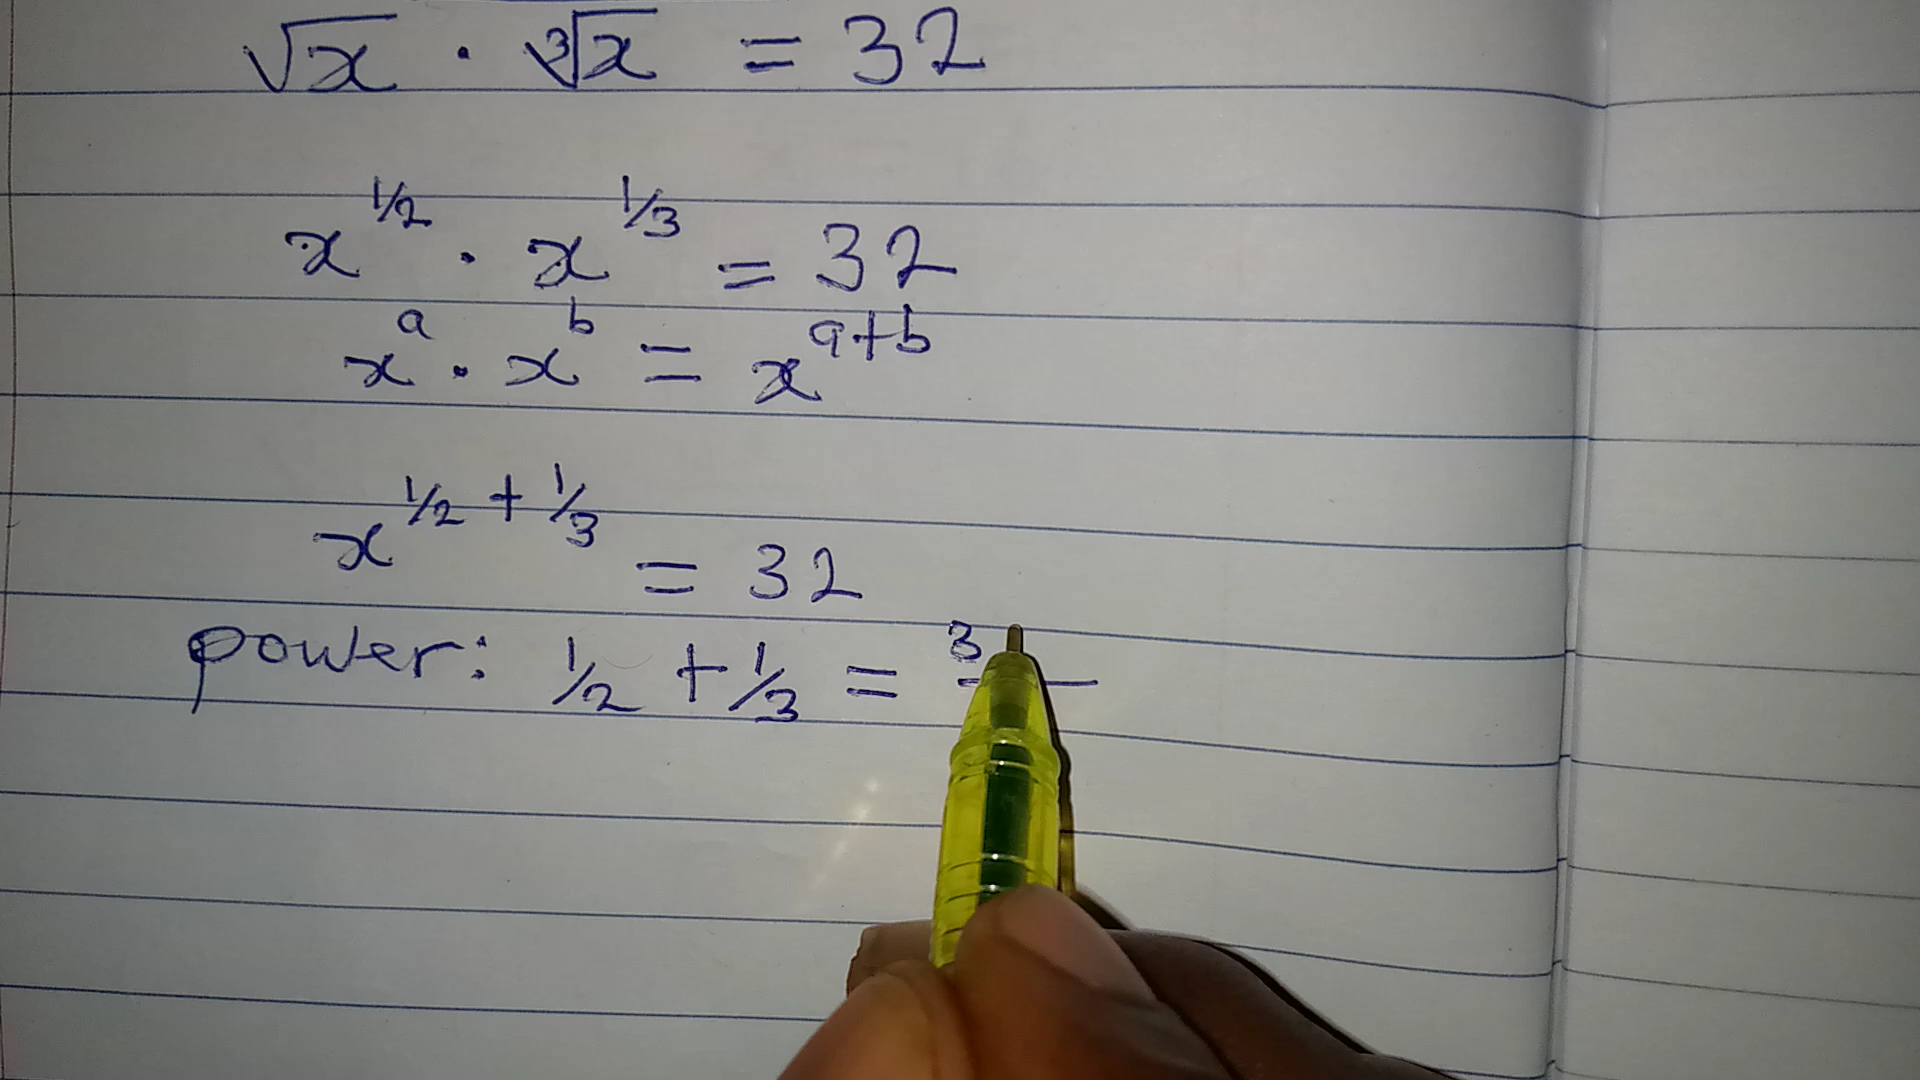 √x · ∛x = 32
x^1/2 · x^1/3 = 32
x^a · x^b = x^a+b
x^1/2 + 1/3 = 32
power: 1/2 + 1/3 = 3